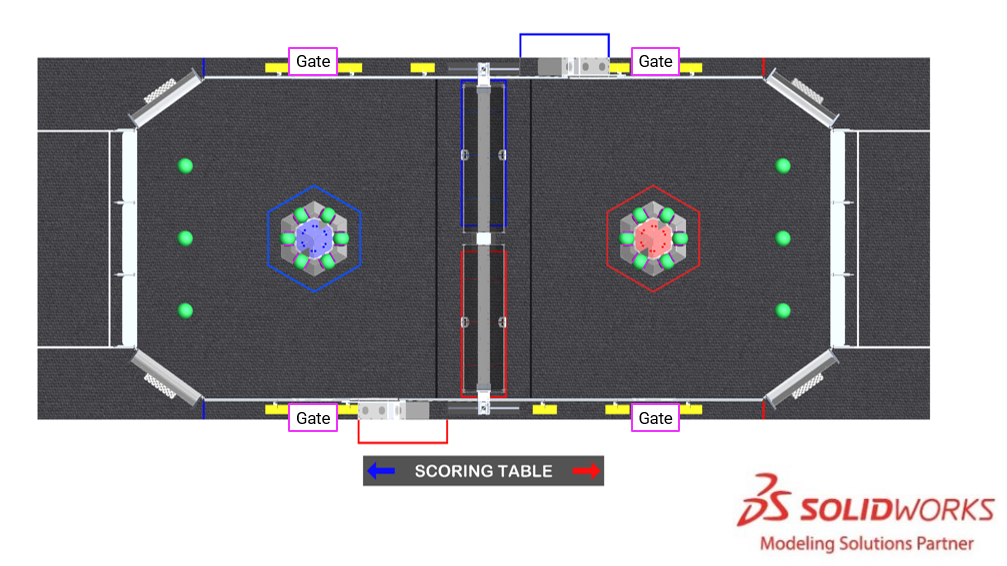 Gate
Gate
Gate
Gate
SCORING TABLE
SOLIDWORKS
Modeling Solutions Partner